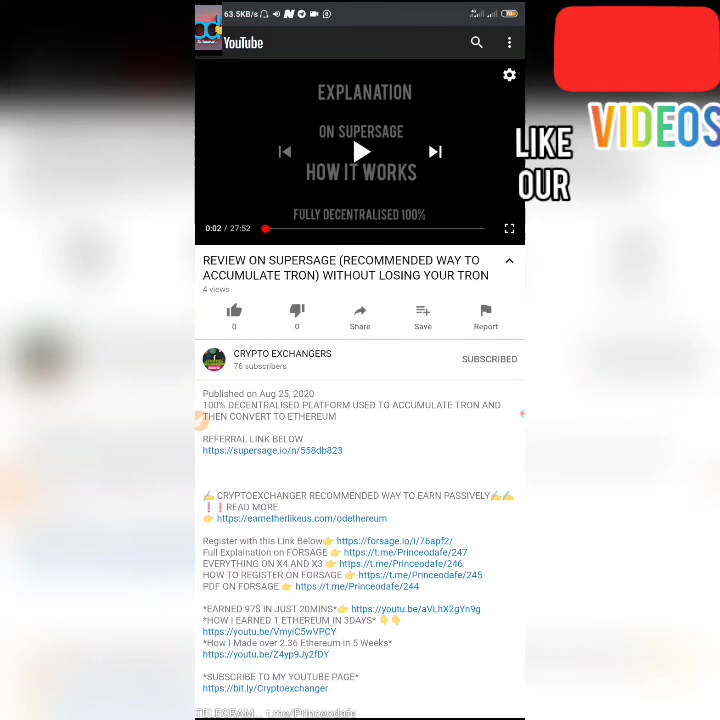 63.5KB/s
YouTube
EXPLANATION
ON SUPERSAGE
HOW IT WORKS
FULLY DECENTRALISED 100%
0:02 / 27:52
LIKE
OUR
VIDEOS
REVIEW ON SUPERSAGE (RECOMMENDED WAY TO
ACCUMULATE TRON) WITHOUT LOSING YOUR TRON
4 views
0 0 Share Save Report
CRYPTO EXCHANGERS
76 subscribers
SUBSCRIBED
Published on Aug 25, 2020
100% DECENTRALISED PLATFORM USED TO ACCUMULATE TRON AND
THEN CONVERT TO ETHEREUM
REFERRAL LINK BELOW
https://supersage.io/n/558db823
✍️ CRYPTOEXCHANGER RECOMMENDED WAY TO EARN PASSIVELY✍️✍️
❗❗READ MORE
👉 https://earnetherlikeus.com/odethereum
Register with this Link Below👉 https://forsage.io/i/76apf2/
Full Explaination on FORSAGE 👉 https://t.me/Princeodafe/247
EVERYTHING ON X4 AND X3 👉 https://t.me/Princeodafe/246
HOW TO REGISTER ON FORSAGE 👉 https://t.me/Princeodafe/245
PDF ON FORSAGE 👉 https://t.me/Princeodafe/244
*EARNED 97$ IN JUST 20MINS*👉 https://youtu.be/aVLhX2gYn9g
*HOW I EARNED 1 ETHEREUM IN 3DAYS* 👇👇
https://youtu.be/VmyiC5wVPCY
*How I Made over 2.36 Ethereum in 5 Weeks*
https://youtu.be/Z4yp9Jy2fDY
*SUBSCRIBE TO MY YOUTUBE PAGE*
https://bit.ly/Cryptoexchanger
TELEGRAM... t.me/Princeodafe